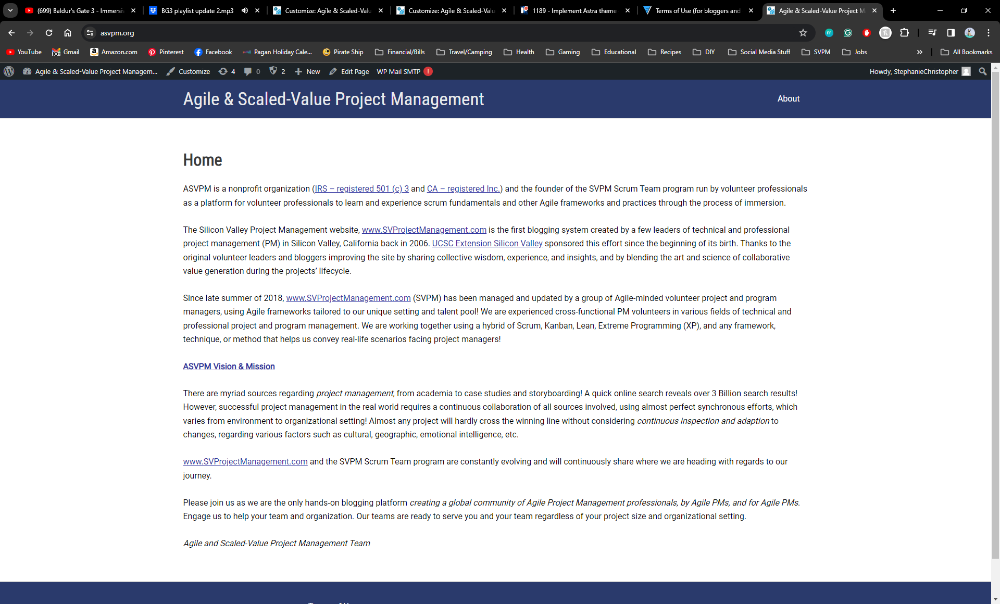 (699) Baldur's Gate 3 - Immersi
BG3 playlist update 2.mp3
Customize: Agile & Scaled-Valu
Customize: Agile & Scaled-Valu
1189 - Implement Astra theme
Terms of Use (for bloggers and
Agile & Scaled-Value Project M
asvpm.org
YouTube
Gmail
Amazon.com
Pinterest
Facebook
Pagan Holiday Cale...
Pirate Ship
Financial/Bills
Travel/Camping
Health
Gaming
Educational
Recipes
DIY
Social Media Stuff
SVPM
Jobs
All Bookmarks
Agile & Scaled-Value Project Managem...
Customize
4
0
2
New
Edit Page
WP Mail SMTP !
Howdy, StephanieChristopher
Agile & Scaled-Value Project Management
About
Home
ASVPM is a nonprofit organization (IRS – registered 501 (c) 3 and CA – registered Inc.) and the founder of the SVPM Scrum Team program run by volunteer professionals
as a platform for volunteer professionals to learn and experience scrum fundamentals and other Agile frameworks and practices through the process of immersion.
The Silicon Valley Project Management website, www.SVProjectManagement.com is the first blogging system created by a few leaders of technical and professional
project management (PM) in Silicon Valley, California back in 2006. UCSC Extension Silicon Valley sponsored this effort since the beginning of its birth. Thanks to the
original volunteer leaders and bloggers improving the site by sharing collective wisdom, experience, and insights, and by blending the art and science of collaborative
value generation during the projects’ lifecycle.
Since late summer of 2018, www.SVProjectManagement.com (SVPM) has been managed and updated by a group of Agile-minded volunteer project and program
managers, using Agile frameworks tailored to our unique setting and talent pool! We are experienced cross-functional PM volunteers in various fields of technical and
professional project and program management. We are working together using a hybrid of Scrum, Kanban, Lean, Extreme Programming (XP), and any framework,
technique, or method that helps us convey real-life scenarios facing project managers!
ASVPM Vision & Mission
There are myriad sources regarding project management, from academia to case studies and storyboarding! A quick online search reveals over 3 Billion search results!
However, successful project management in the real world requires a continuous collaboration of all sources involved, using almost perfect synchronous efforts, which
varies from environment to organizational setting! Almost any project will hardly cross the winning line without considering continuous inspection and adaption to
changes, regarding various factors such as cultural, geographic, emotional intelligence, etc.
www.SVProjectManagement.com and the SVPM Scrum Team program are constantly evolving and will continuously share where we are heading with regards to our
journey.
Please join us as we are the only hands-on blogging platform creating a global community of Agile Project Management professionals, by Agile PMs, and for Agile PMs.
Engage us to help your team and organization. Our teams are ready to serve you and your team regardless of your project size and organizational setting.
Agile and Scaled-Value Project Management Team